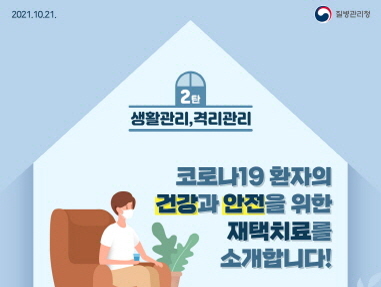 2021.10.21.
질병관리청
2탄
생활관리,격리관리
코로나19 환자의
건강과 안전을 위한
재택치료를
소개합니다!